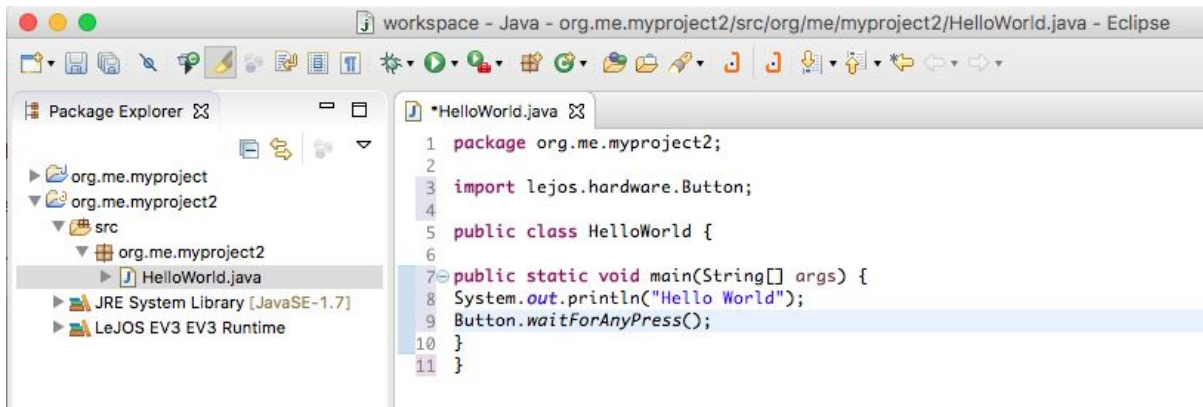 workspace - Java - org.me.myproject2/src/org/me/myproject2/HelloWorld.java - Eclipse
Package Explorer
org.me.myproject
org.me.myproject2
src
org.me.myproject2
HelloWorld.java
JRE System Library [JavaSE-1.7]
LeJOS EV3 EV3 Runtime
*HelloWorld.java
1 package org.me.myproject2;
2
3 import lejos.hardware.Button;
4
5 public class HelloWorld {
6
7 public static void main(String[] args) {
8 System.out.println("Hello World");
9 Button.waitForAnyPress();
10 }
11 }